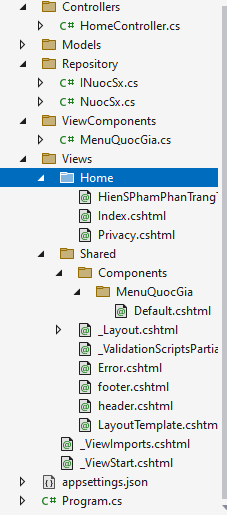 Controllers
C# HomeController.cs
Models
Repository
C# INuocSx.cs
C# NuocSx.cs
ViewComponents
C# MenuQuocGia.cs
Views
Home
HienSPhamPhanTrangT
Index.cshtml
Privacy.cshtml
Shared
Components
MenuQuocGia
Default.cshtml
_Layout.cshtml
_ValidationScriptsPartia
Error.cshtml
footer.cshtml
header.cshtml
LayoutTemplate.cshtm
_ViewImports.cshtml
_ViewStart.cshtml
appsettings.json
C# Program.cs